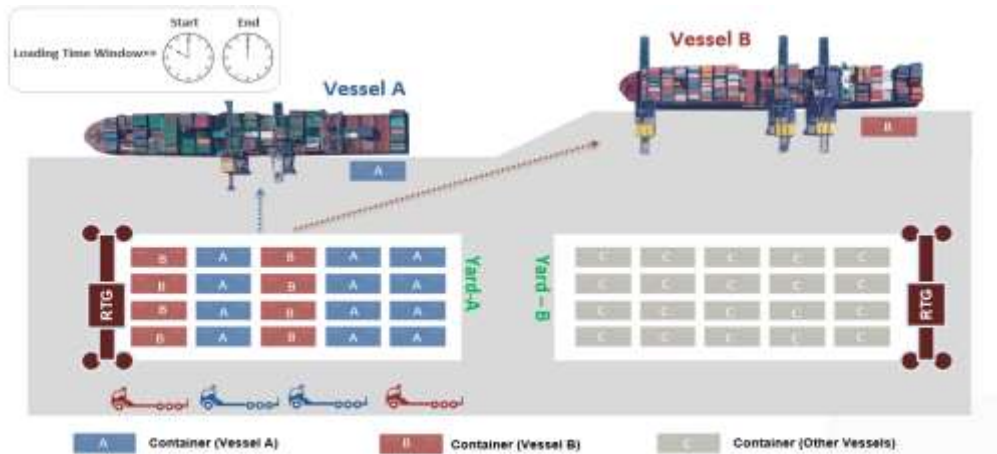 Start End
Loading Time Window>>
Vessel A
Vessel B
A
B
B A B A A
B A B A A
B A B A A
B A B A A
RTG
Yard-A
Yard - B
C C C C C
C C C C C
C C C C C
C C C C C
RTG
A Container (Vessel A)
B Container (Vessel B)
C Container (Other Vessels)